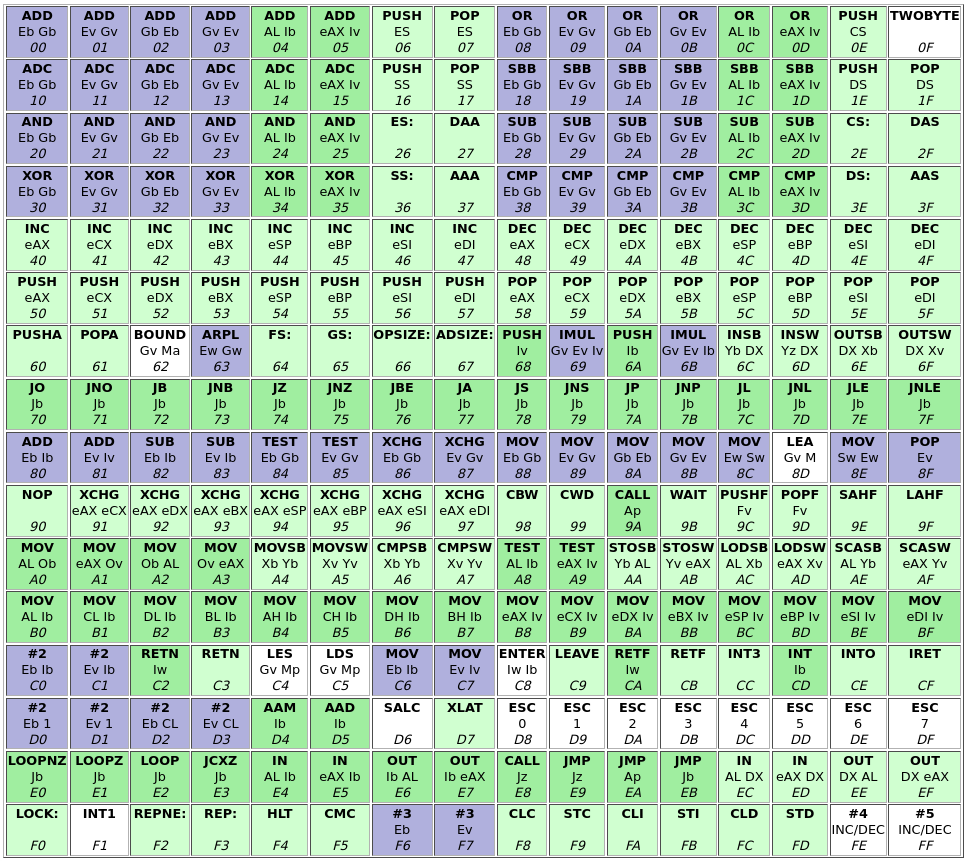 ADD ADD ADD ADD ADD ADD PUSH POP OR OR OR OR OR OR PUSH TWOBYTE
Eb Gb Ev Gv Gb Eb Gv Ev AL Ib eAX Iv ES ES Eb Gb Ev Gv Gb Eb Gv Ev AL Ib eAX Iv CS
00 01 02 03 04 05 06 07 08 09 0A 0B 0C 0D 0E 0F
ADC ADC ADC ADC ADC ADC PUSH POP SBB SBB SBB SBB SBB SBB PUSH POP
Eb Gb Ev Gv Gb Eb Gv Ev AL Ib eAX Iv SS SS Eb Gb Ev Gv Gb Eb Gv Ev AL Ib eAX Iv DS DS
10 11 12 13 14 15 16 17 18 19 1A 1B 1C 1D 1E 1F
AND AND AND AND AND AND ES: DAA SUB SUB SUB SUB SUB SUB CS: DAS
Eb Gb Ev Gv Gb Eb Gv Ev AL Ib eAX Iv Eb Gb Ev Gv Gb Eb Gv Ev AL Ib eAX Iv
20 21 22 23 24 25 26 27 28 29 2A 2B 2C 2D 2E 2F
XOR XOR XOR XOR XOR XOR SS: AAA CMP CMP CMP CMP CMP CMP DS: AAS
Eb Gb Ev Gv Gb Eb Gv Ev AL Ib eAX Iv Eb Gb Ev Gv Gb Eb Gv Ev AL Ib eAX Iv
30 31 32 33 34 35 36 37 38 39 3A 3B 3C 3D 3E 3F
INC INC INC INC INC INC INC INC DEC DEC DEC DEC DEC DEC DEC DEC
eAX eCX eDX eBX eSP eBP eSI eDI eAX eCX eDX eBX eSP eBP eSI eDI
40 41 42 43 44 45 46 47 48 49 4A 4B 4C 4D 4E 4F
PUSH PUSH PUSH PUSH PUSH PUSH PUSH PUSH POP POP POP POP POP POP POP POP
eAX eCX eDX eBX eSP eBP eSI eDI eAX eCX eDX eBX eSP eBP eSI eDI
50 51 52 53 54 55 56 57 58 59 5A 5B 5C 5D 5E 5F
PUSHA POPA BOUND ARPL FS: GS: OPSIZE: ADSIZE: PUSH IMUL PUSH IMUL INSB INSW OUTSB OUTSW
Gv Ma Ew Gw Iv Gv Ev Iv Ib Gv Ev Ib Yb DX Yz DX DX Xb DX Xv
60 61 62 63 64 65 66 67 68 69 6A 6B 6C 6D 6E 6F
JO JNO JB JNB JZ JNZ JBE JA JS JNS JP JNP JL JNL JLE JNLE
Jb Jb Jb Jb Jb Jb Jb Jb Jb Jb Jb Jb Jb Jb Jb Jb
70 71 72 73 74 75 76 77 78 79 7A 7B 7C 7D 7E 7F
ADD ADD SUB SUB TEST TEST XCHG XCHG MOV MOV MOV MOV MOV LEA MOV POP
Eb Ib Ev Iv Eb Ib Ev Ib Eb Gb Ev Gv Eb Gb Ev Gv Eb Gb Ev Gv Gb Eb Gv Ev Ew Sw Gv M Sw Ew Ev
80 81 82 83 84 85 86 87 88 89 8A 8B 8C 8D 8E 8F
NOP XCHG XCHG XCHG XCHG XCHG XCHG XCHG CBW CWD CALL WAIT PUSHF POPF SAHF LAHF
eAX eCX eAX eDX eAX eBX eAX eSP eAX eBP eAX eSI eAX eDI Ap Fv Fv
90 91 92 93 94 95 96 97 98 99 9A 9B 9C 9D 9E 9F
MOV MOV MOV MOV MOVSB MOVSW CMPSB CMPSW TEST TEST STOSB STOSW LODSB LODSW SCASB SCASW
AL Ob eAX Ov Ob AL Ov eAX Xb Yb Xv Yv Xb Yb Xv Yv AL Ib eAX Iv Yb AL Yv eAX AL Xb eAX Xv AL Yb eAX Yv
A0 A1 A2 A3 A4 A5 A6 A7 A8 A9 AA AB AC AD AE AF
MOV MOV MOV MOV MOV MOV MOV MOV MOV MOV MOV MOV MOV MOV MOV MOV
AL Ib CL Ib DL Ib BL Ib AH Ib CH Ib DH Ib BH Ib eAX Iv eCX Iv eDX Iv eBX Iv eSP Iv eBP Iv eSI Iv eDI Iv
B0 B1 B2 B3 B4 B5 B6 B7 B8 B9 BA BB BC BD BE BF
#2 #2 RETN RETN LES LDS MOV MOV ENTER LEAVE RETF RETF INT3 INT INTO IRET
Eb Ib Ev Ib Iw Gv Mp Gv Mp Eb Ib Ev Iv Iw Ib Iw Ib
C0 C1 C2 C3 C4 C5 C6 C7 C8 C9 CA CB CC CD CE CF
#2 #2 #2 #2 AAM AAD SALC XLAT ESC ESC ESC ESC ESC ESC ESC ESC
Eb 1 Ev 1 Eb CL Ev CL Ib Ib 0 1 2 3 4 5 6 7
D0 D1 D2 D3 D4 D5 D6 D7 D8 D9 DA DB DC DD DE DF
LOOPNZ LOOPZ LOOP JCXZ IN IN OUT OUT CALL JMP JMP JMP IN IN OUT OUT
Jb Jb Jb Jb AL Ib eAX Ib Ib AL Ib eAX Jz Jz Ap Jb AL DX eAX DX DX AL DX eAX
E0 E1 E2 E3 E4 E5 E6 E7 E8 E9 EA EB EC ED EE EF
LOCK: INT1 REPNE: REP: HLT CMC #3 #3 CLC STC CLI STI CLD STD #4 #5
Eb Ev INC/DEC INC/DEC
F0 F1 F2 F3 F4 F5 F6 F7 F8 F9 FA FB FC FD FE FF